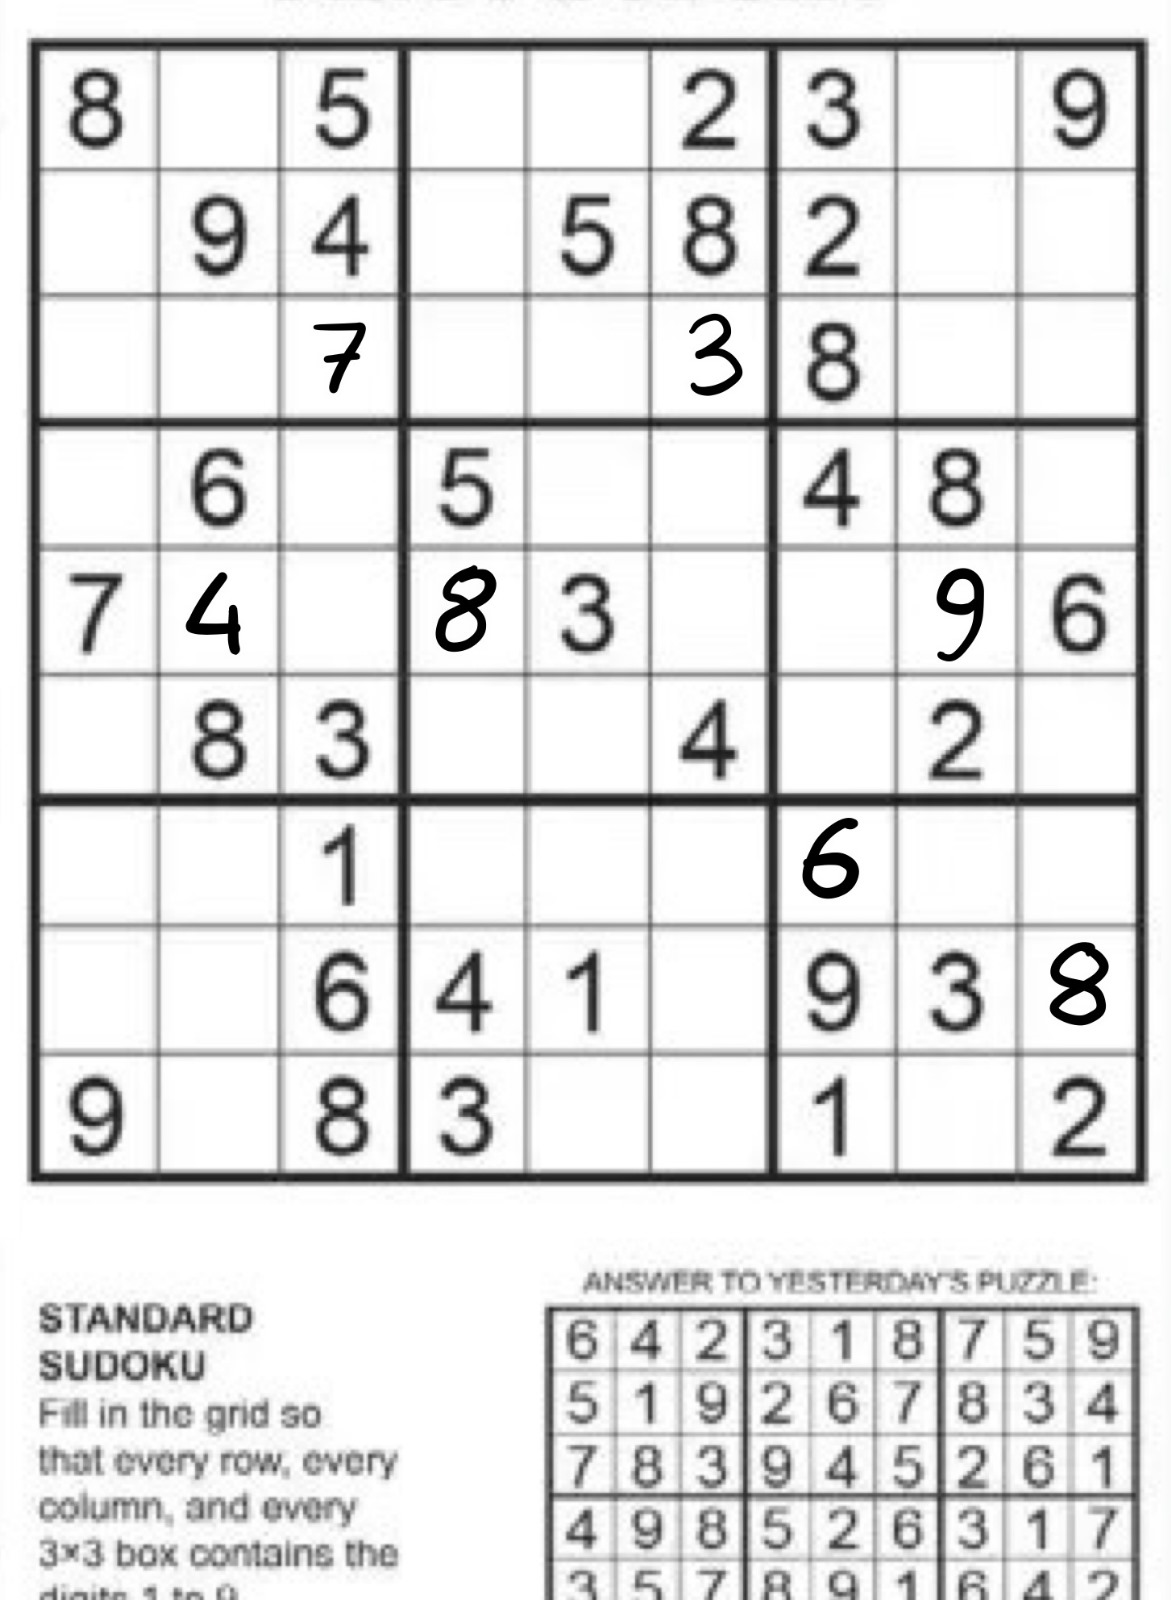 8 5 2 3 9
9 4 5 8 2
7 3 8
6 5 4 8
7 4 8 3 9 6
8 3 4 2
1 6
6 4 1 9 3 8
9 8 3 1 2
STANDARD
SUDOKU
Fill in the grid so
that every row, every
column, and every
3×3 box contains the
digits 1 to 9
ANSWER TO YESTERDAY'S PUZZLE:
6 4 2 3 1 8 7 5 9
5 1 9 2 6 7 8 3 4
7 8 3 9 4 5 2 6 1
4 9 8 5 2 6 3 1 7
3 5 7 8 9 1 6 4 2